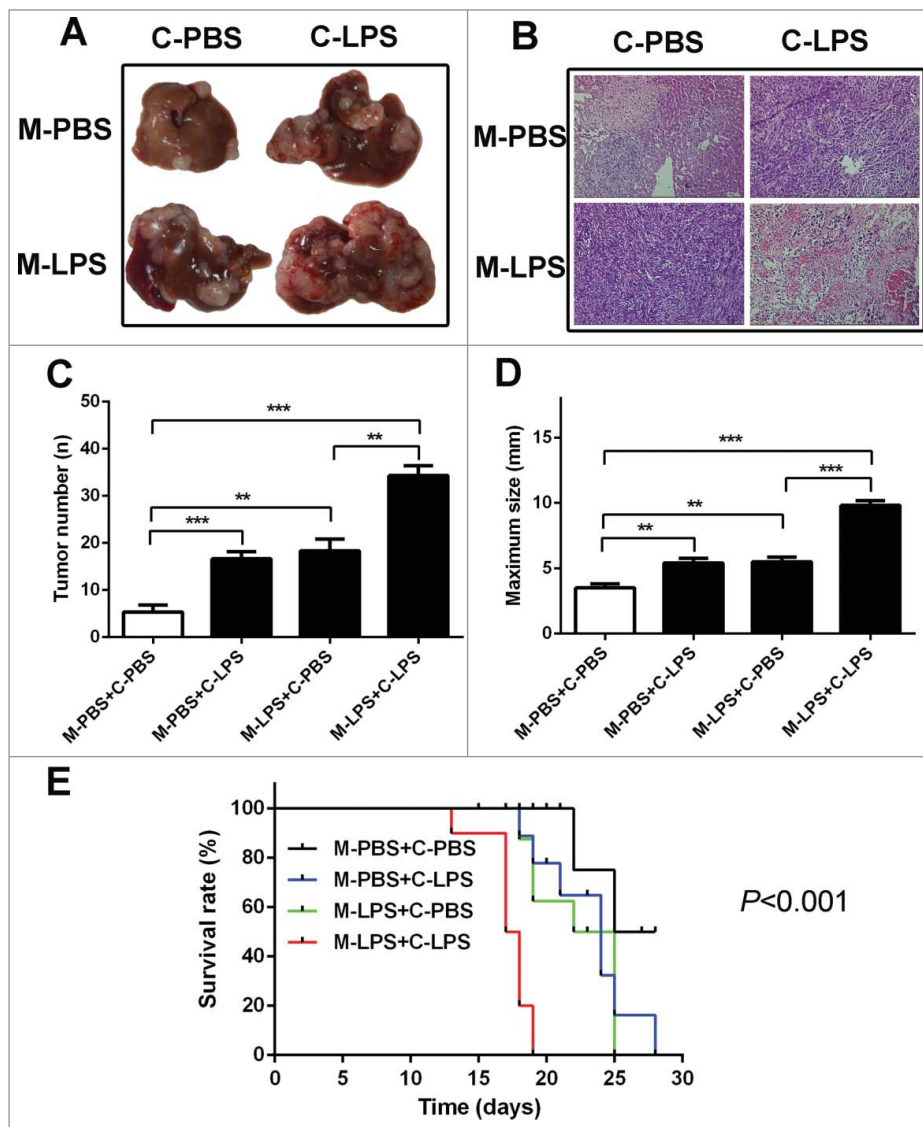 A
C-PBS C-LPS
M-PBS
M-LPS
B
C-PBS C-LPS
M-PBS
M-LPS
C
Tumor number (n)
50
40
30
20
10
0
***
**
**
***
M-PBS+C-PBS
M-PBS+C-LPS
M-LPS+C-PBS
M-LPS+C-LPS
D
Maximum size (mm)
15
10
5
0
***
***
**
**
M-PBS+C-PBS
M-PBS+C-LPS
M-LPS+C-PBS
M-LPS+C-LPS
E
Survival rate (%)
100
80
60
40
20
0
M-PBS+C-PBS
M-PBS+C-LPS
M-LPS+C-PBS
M-LPS+C-LPS
P<0.001
0 5 10 15 20 25 30
Time (days)